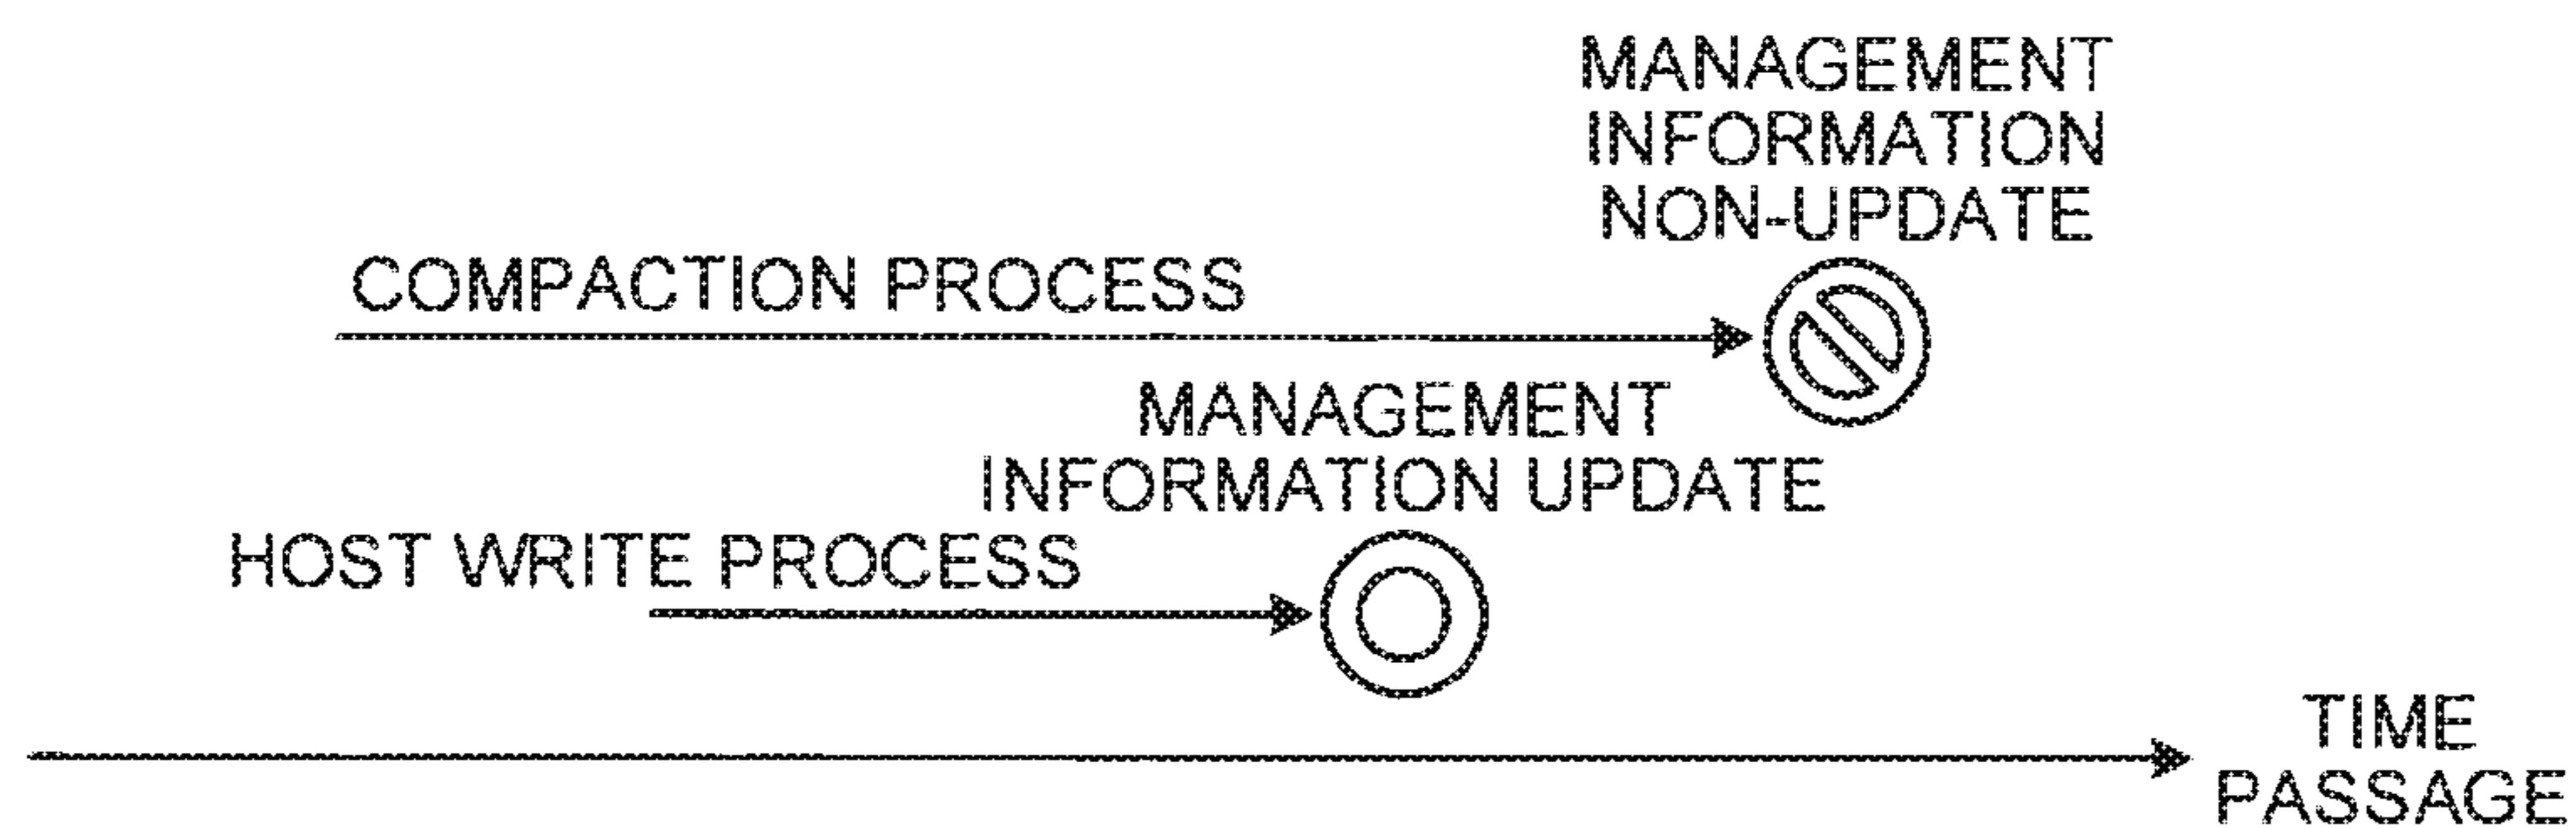 MANAGEMENT
INFORMATION
NON-UPDATE
COMPACTION PROCESS
MANAGEMENT
INFORMATION UPDATE
HOST WRITE PROCESS
TIME
PASSAGE